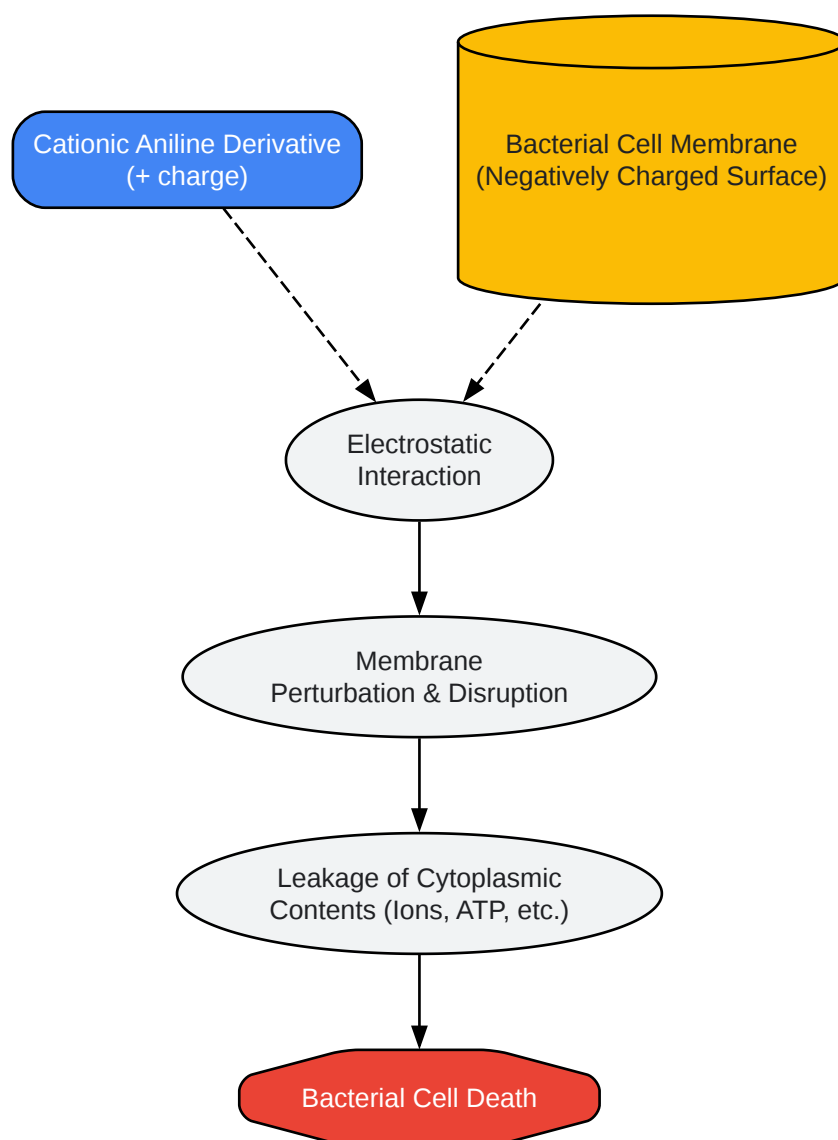 Cationic Aniline Derivative
(+ charge)
Bacterial Cell Membrane
(Negatively Charged Surface)
Electrostatic
Interaction
Membrane
Perturbation & Disruption
Leakage of Cytoplasmic
Contents (Ions, ATP, etc.)
Bacterial Cell Death